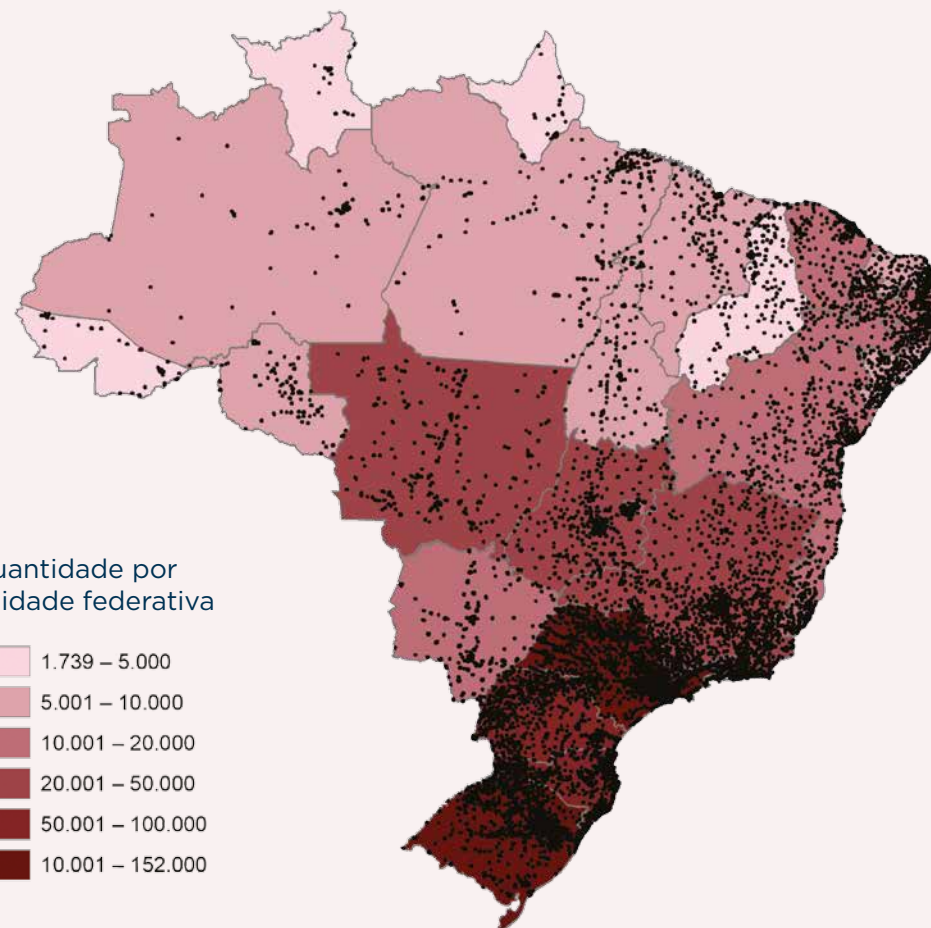 uantidade por
idade federativa
1.739 – 5.000
5.001 – 10.000
10.001 – 20.000
20.001 – 50.000
50.001 – 100.000
10.001 – 152.000